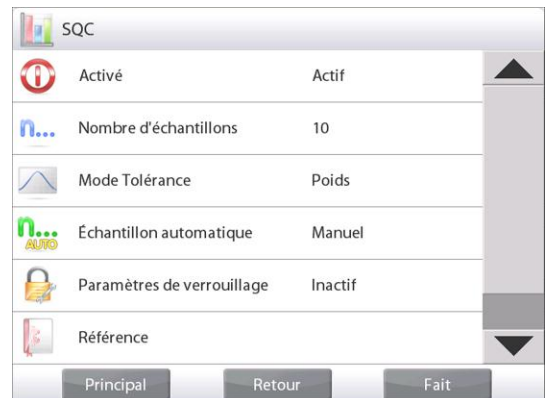 SQC
Activé Actif
n... Nombre d'échantillons 10
Mode Tolérance Poids
n... AUTO Échantillon automatique Manuel
Paramètres de verrouillage Inactif
Référence
Principal Retour Fait